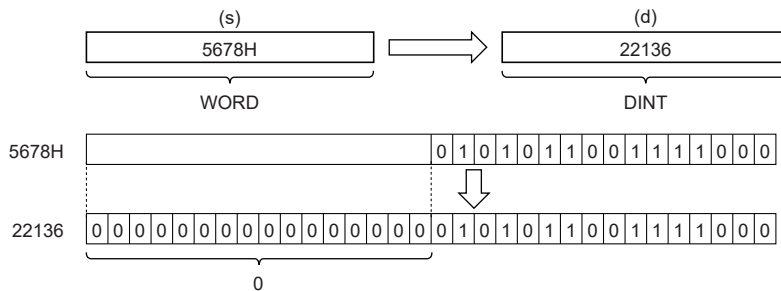 (s) (d)
5678H 22136
WORD DINT
5678H 0 1 0 1 0 1 1 0 0 1 1 1 1 0 0 0
22136 0 0 0 0 0 0 0 0 0 0 0 0 0 0 0 0 0 1 0 1 0 1 1 0 0 1 1 1 1 0 0 0
0